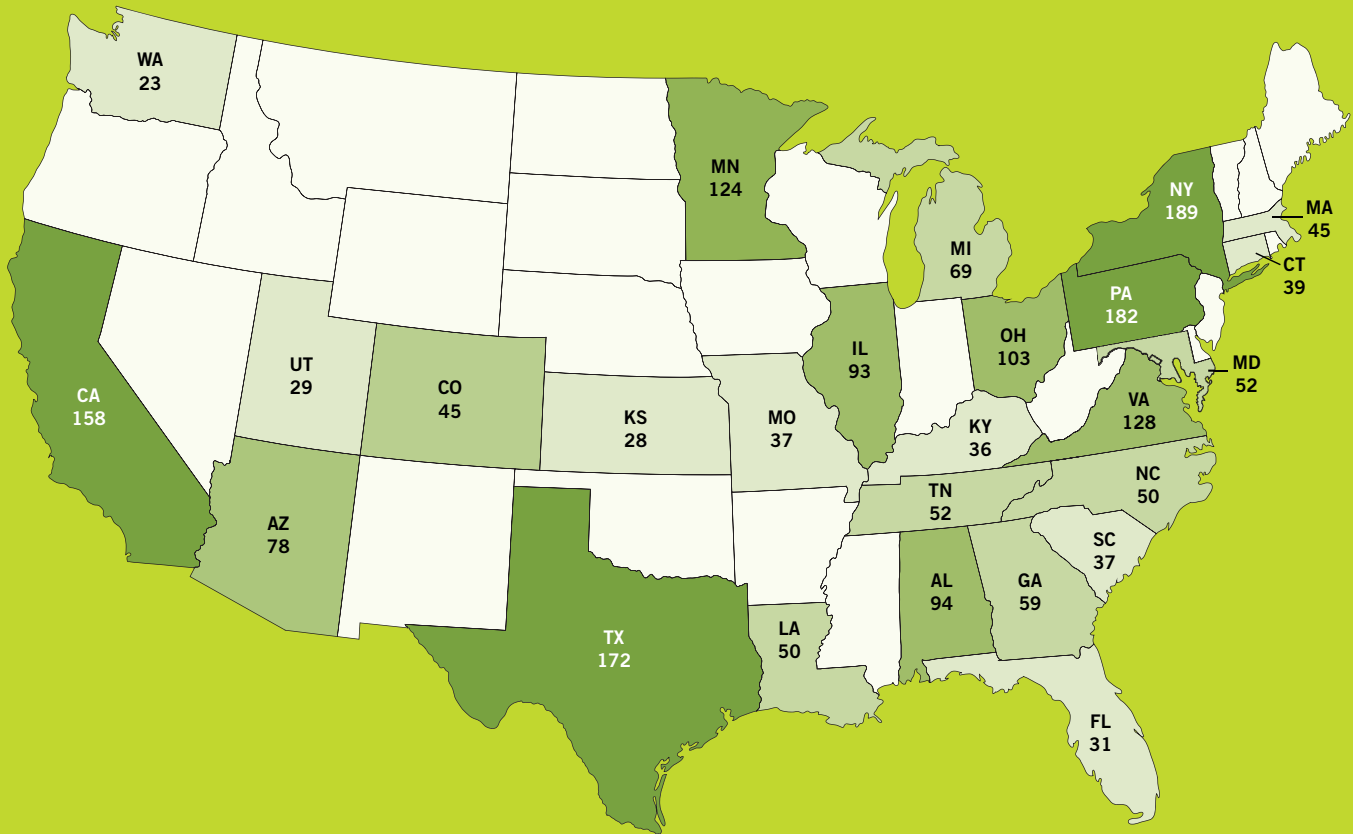 WA
23
MN
124
NY
189
MA
45
MI
69
CT
39
PA
182
OH
103
IL
93
MD
52
UT
29
CO
45
CA
158
VA
128
KS
28
MO
37
KY
36
NC
50
TN
52
AZ
78
SC
37
AL
94
GA
59
LA
50
TX
172
FL
31